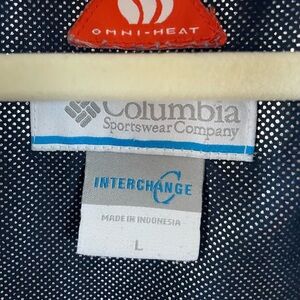 OMNI-HEAT
Columbia
Sportswear Company
INTERCHANGE
MADE IN INDONESIA
L